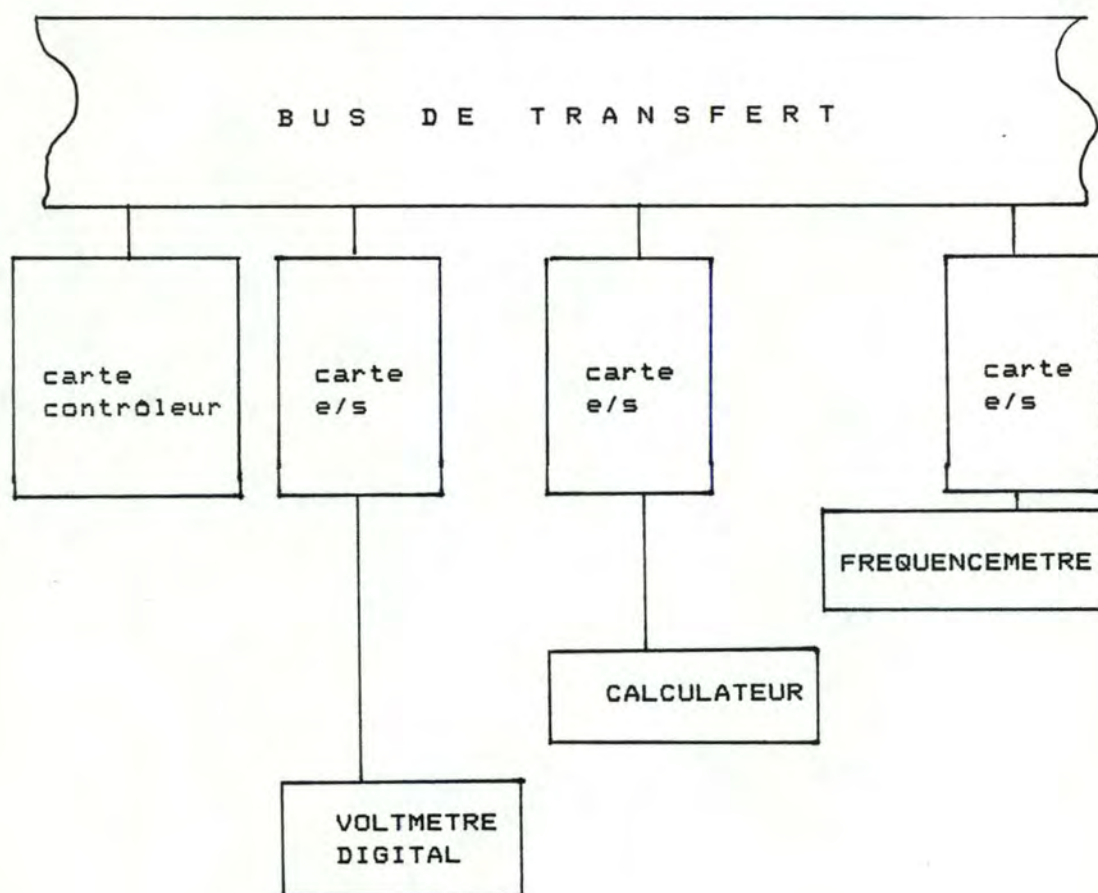 BUS DE TRANSFERT
carte
contrôleur
carte
e/s
carte
e/s
carte
e/s
FREQUENCEMETRE
CALCULATEUR
VOLTMETRE
DIGITAL